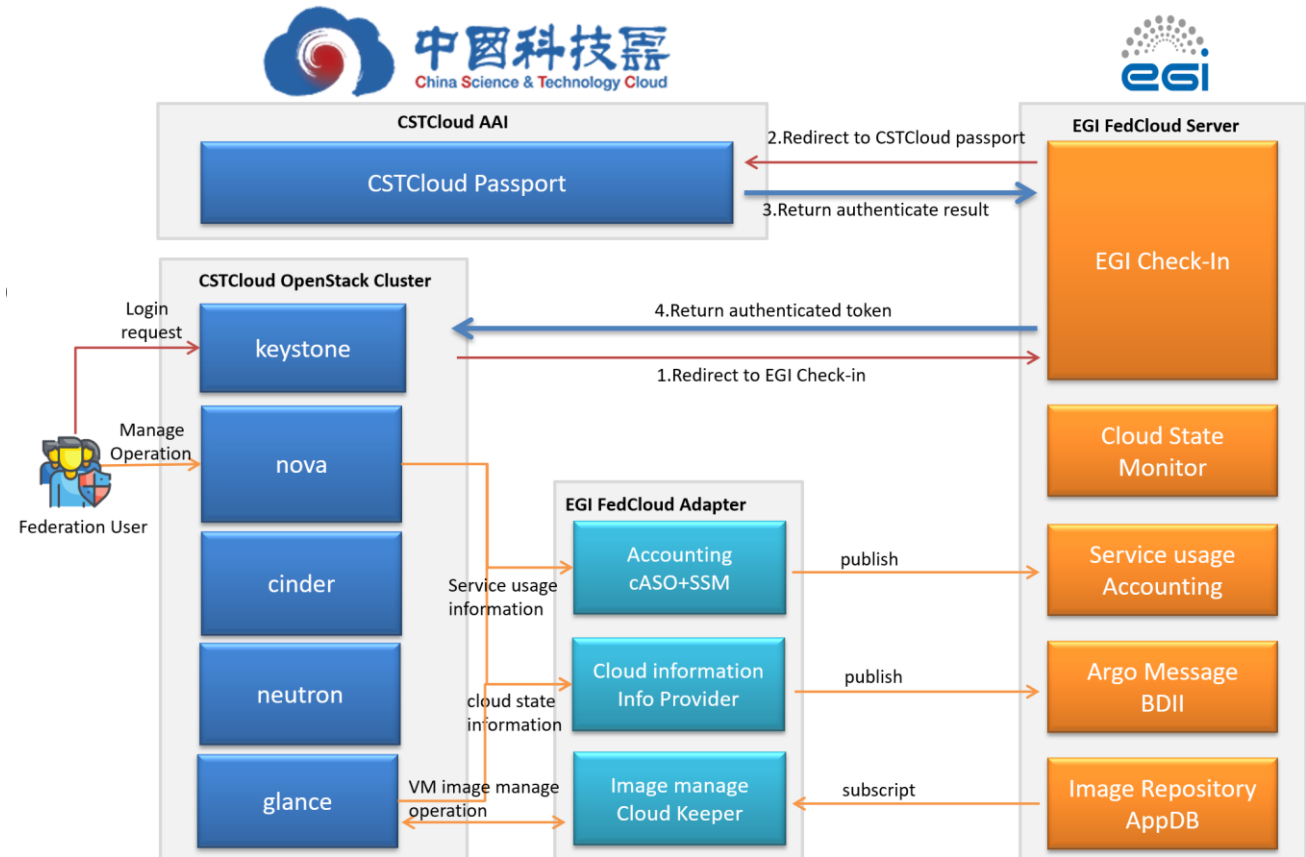 中國科技雲
China Science & Technology Cloud
egi
CSTCloud AAI
CSTCloud Passport
2.Redirect to CSTCloud passport
3.Return authenticate result
EGI FedCloud Server
EGI Check-In
CSTCloud OpenStack Cluster
Login
request
keystone
4.Return authenticated token
1.Redirect to EGI Check-in
Manage
Operation
nova
Federation User
Cloud State
Monitor
EGI FedCloud Adapter
cinder
Service usage
information
Accounting
cASO+SSM
publish
Service usage
Accounting
neutron
cloud state
information
Cloud information
Info Provider
publish
Argo Message
BDII
glance
VM image manage
operation
Image manage
Cloud Keeper
subscript
Image Repository
AppDB